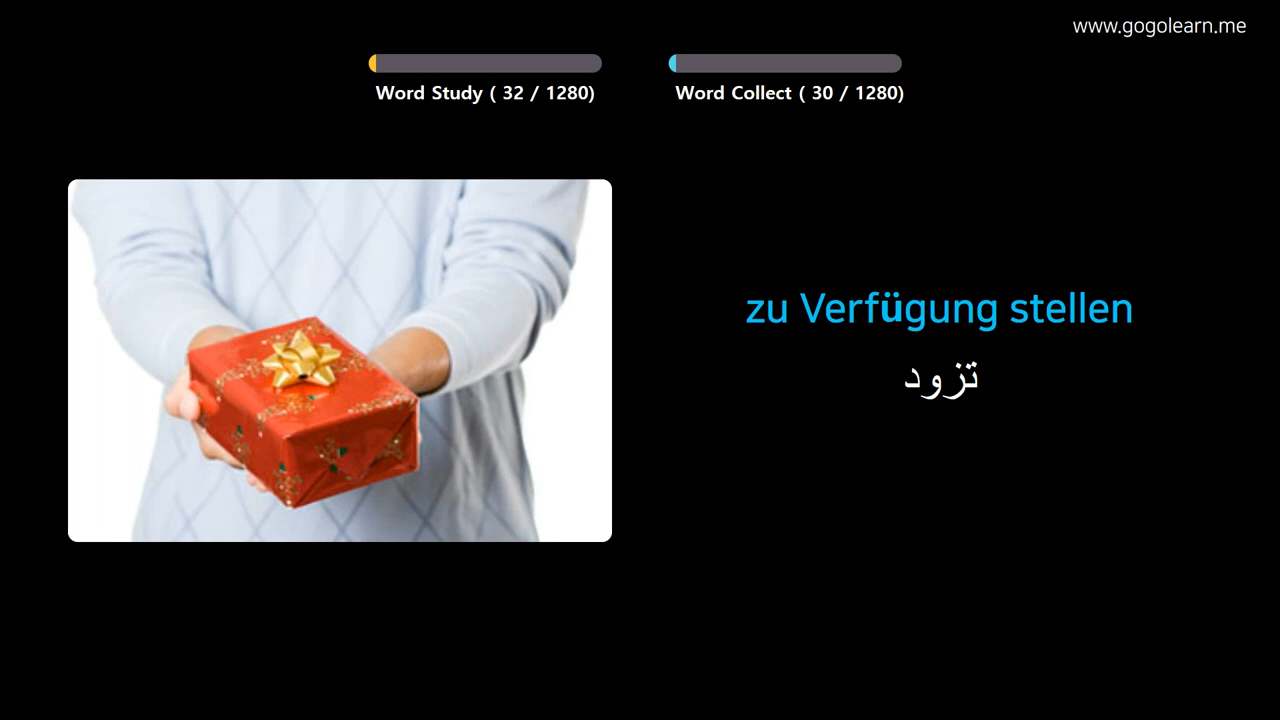 www.gogolearn.me
Word Study ( 32 / 1280)
Word Collect ( 30 / 1280)
zu Verfügung stellen
تزود